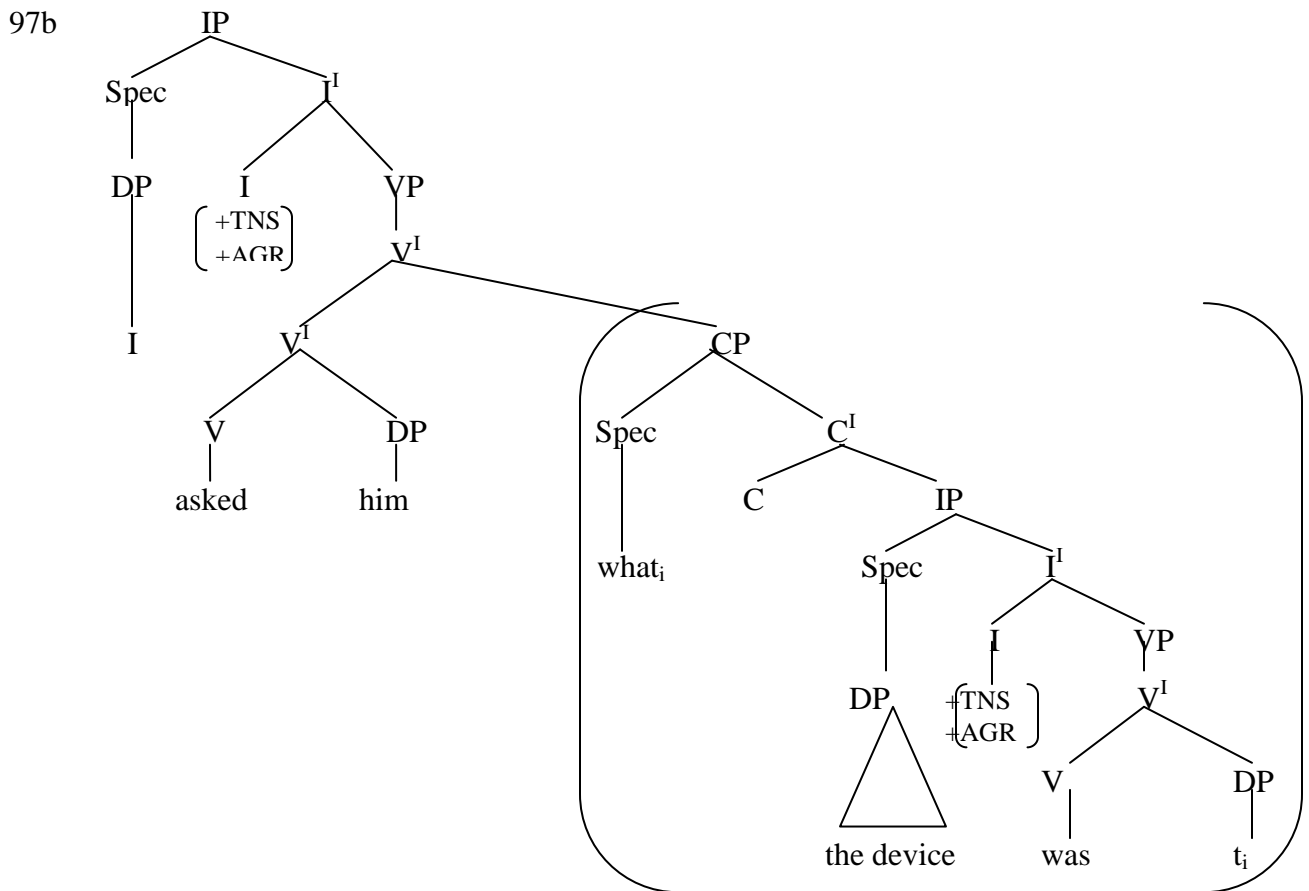 97b IP
Spec I^I
DP I VP
+TNS
+AGR V^I
I V^I CP
V DP Spec C^I
asked him C IP
what_i Spec I^I
I VP
DP +TNS V^I
+AGR
V DP
the device was t_i